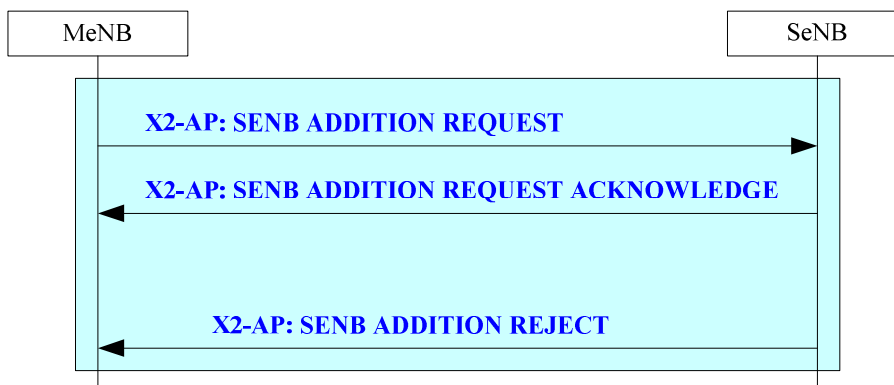 MeNB
SeNB
X2-AP: SENB ADDITION REQUEST
X2-AP: SENB ADDITION REQUEST ACKNOWLEDGE
X2-AP: SENB ADDITION REJECT